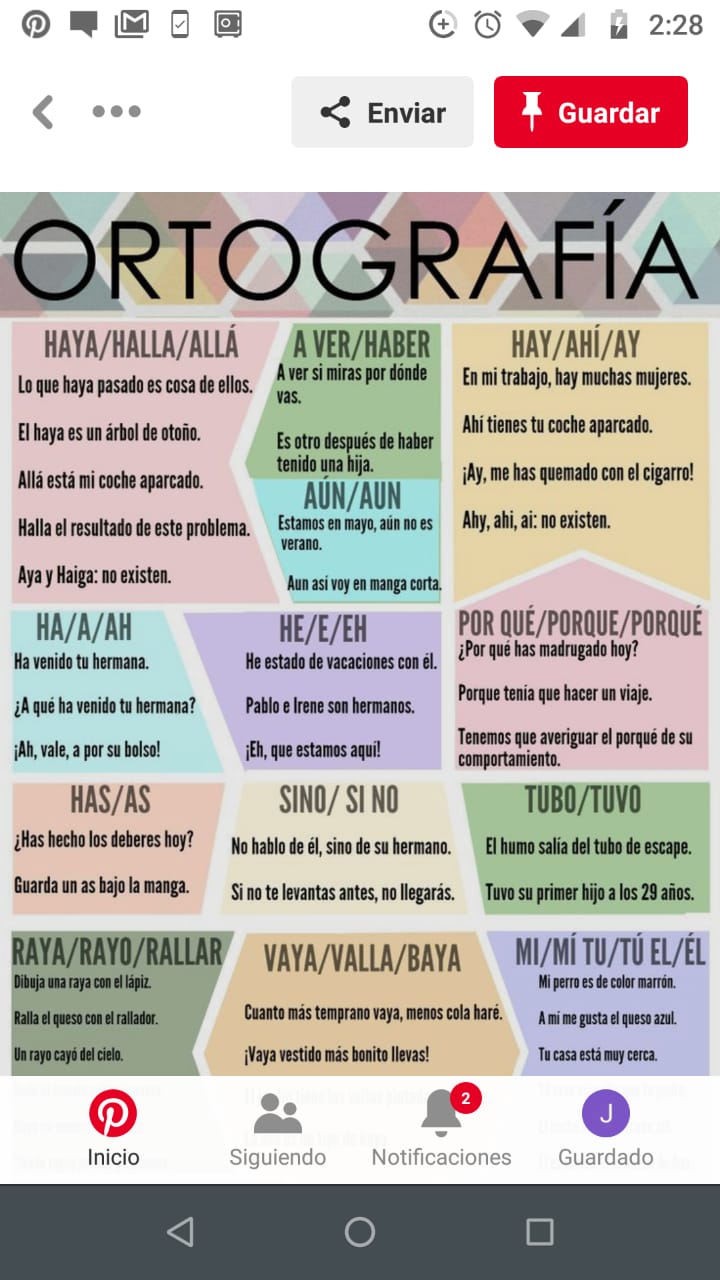 2:28
Enviar
Guardar
ORTOGRAFÍA
HAYA/HALLA/ALLÁ
Lo que haya pasado es cosa de ellos.
El haya es un árbol de otoño.
Allá está mi coche aparcado.
Halla el resultado de este problema.
Aya y Haiga: no existen.
A VER/HABER
A ver si miras por dónde
vas.
Es otro después de haber
tenido una hija.
AÚN/AUN
Estamos en mayo, aún no es
verano.
Aun así voy en manga corta.
HAY/AHÍ/AY
En mi trabajo, hay muchas mujeres.
Ahí tienes tu coche aparcado.
¡Ay, me has quemado con el cigarro!
Ahy, ahi, ai: no existen.
HA/A/AH
Ha venido tu hermana.
¿A qué ha venido tu hermana?
¡Ah, vale, a por su bolso!
HE/E/EH
He estado de vacaciones con él.
Pablo e Irene son hermanos.
¡Eh, que estamos aquí!
POR QUÉ/PORQUE/PORQUÉ
¿Por qué has madrugado hoy?
Porque tenía que hacer un viaje.
Tenemos que averiguar el porqué de su
comportamiento.
HAS/AS
¿Has hecho los deberes hoy?
Guarda un as bajo la manga.
SINO/ SI NO
No hablo de él, sino de su hermano.
Si no te levantas antes, no llegarás.
TUBO/TUVO
El humo salía del tubo de escape.
Tuvo su primer hijo a los 29 años.
RAYA/RAYO/RALLAR
Dibuja una raya con el lápiz.
Ralla el queso con el rallador.
Un rayo cayó del cielo.
VAYA/VALLA/BAYA
Cuanto más temprano vaya, menos cola haré.
¡Vaya vestido más bonito llevas!
MI/MÍ TU/TÚ EL/ÉL
Mi perro es de color marrón.
A mí me gusta el queso azul.
Tu casa está muy cerca.
2
J
Inicio
Siguiendo
Notificaciones
Guardado